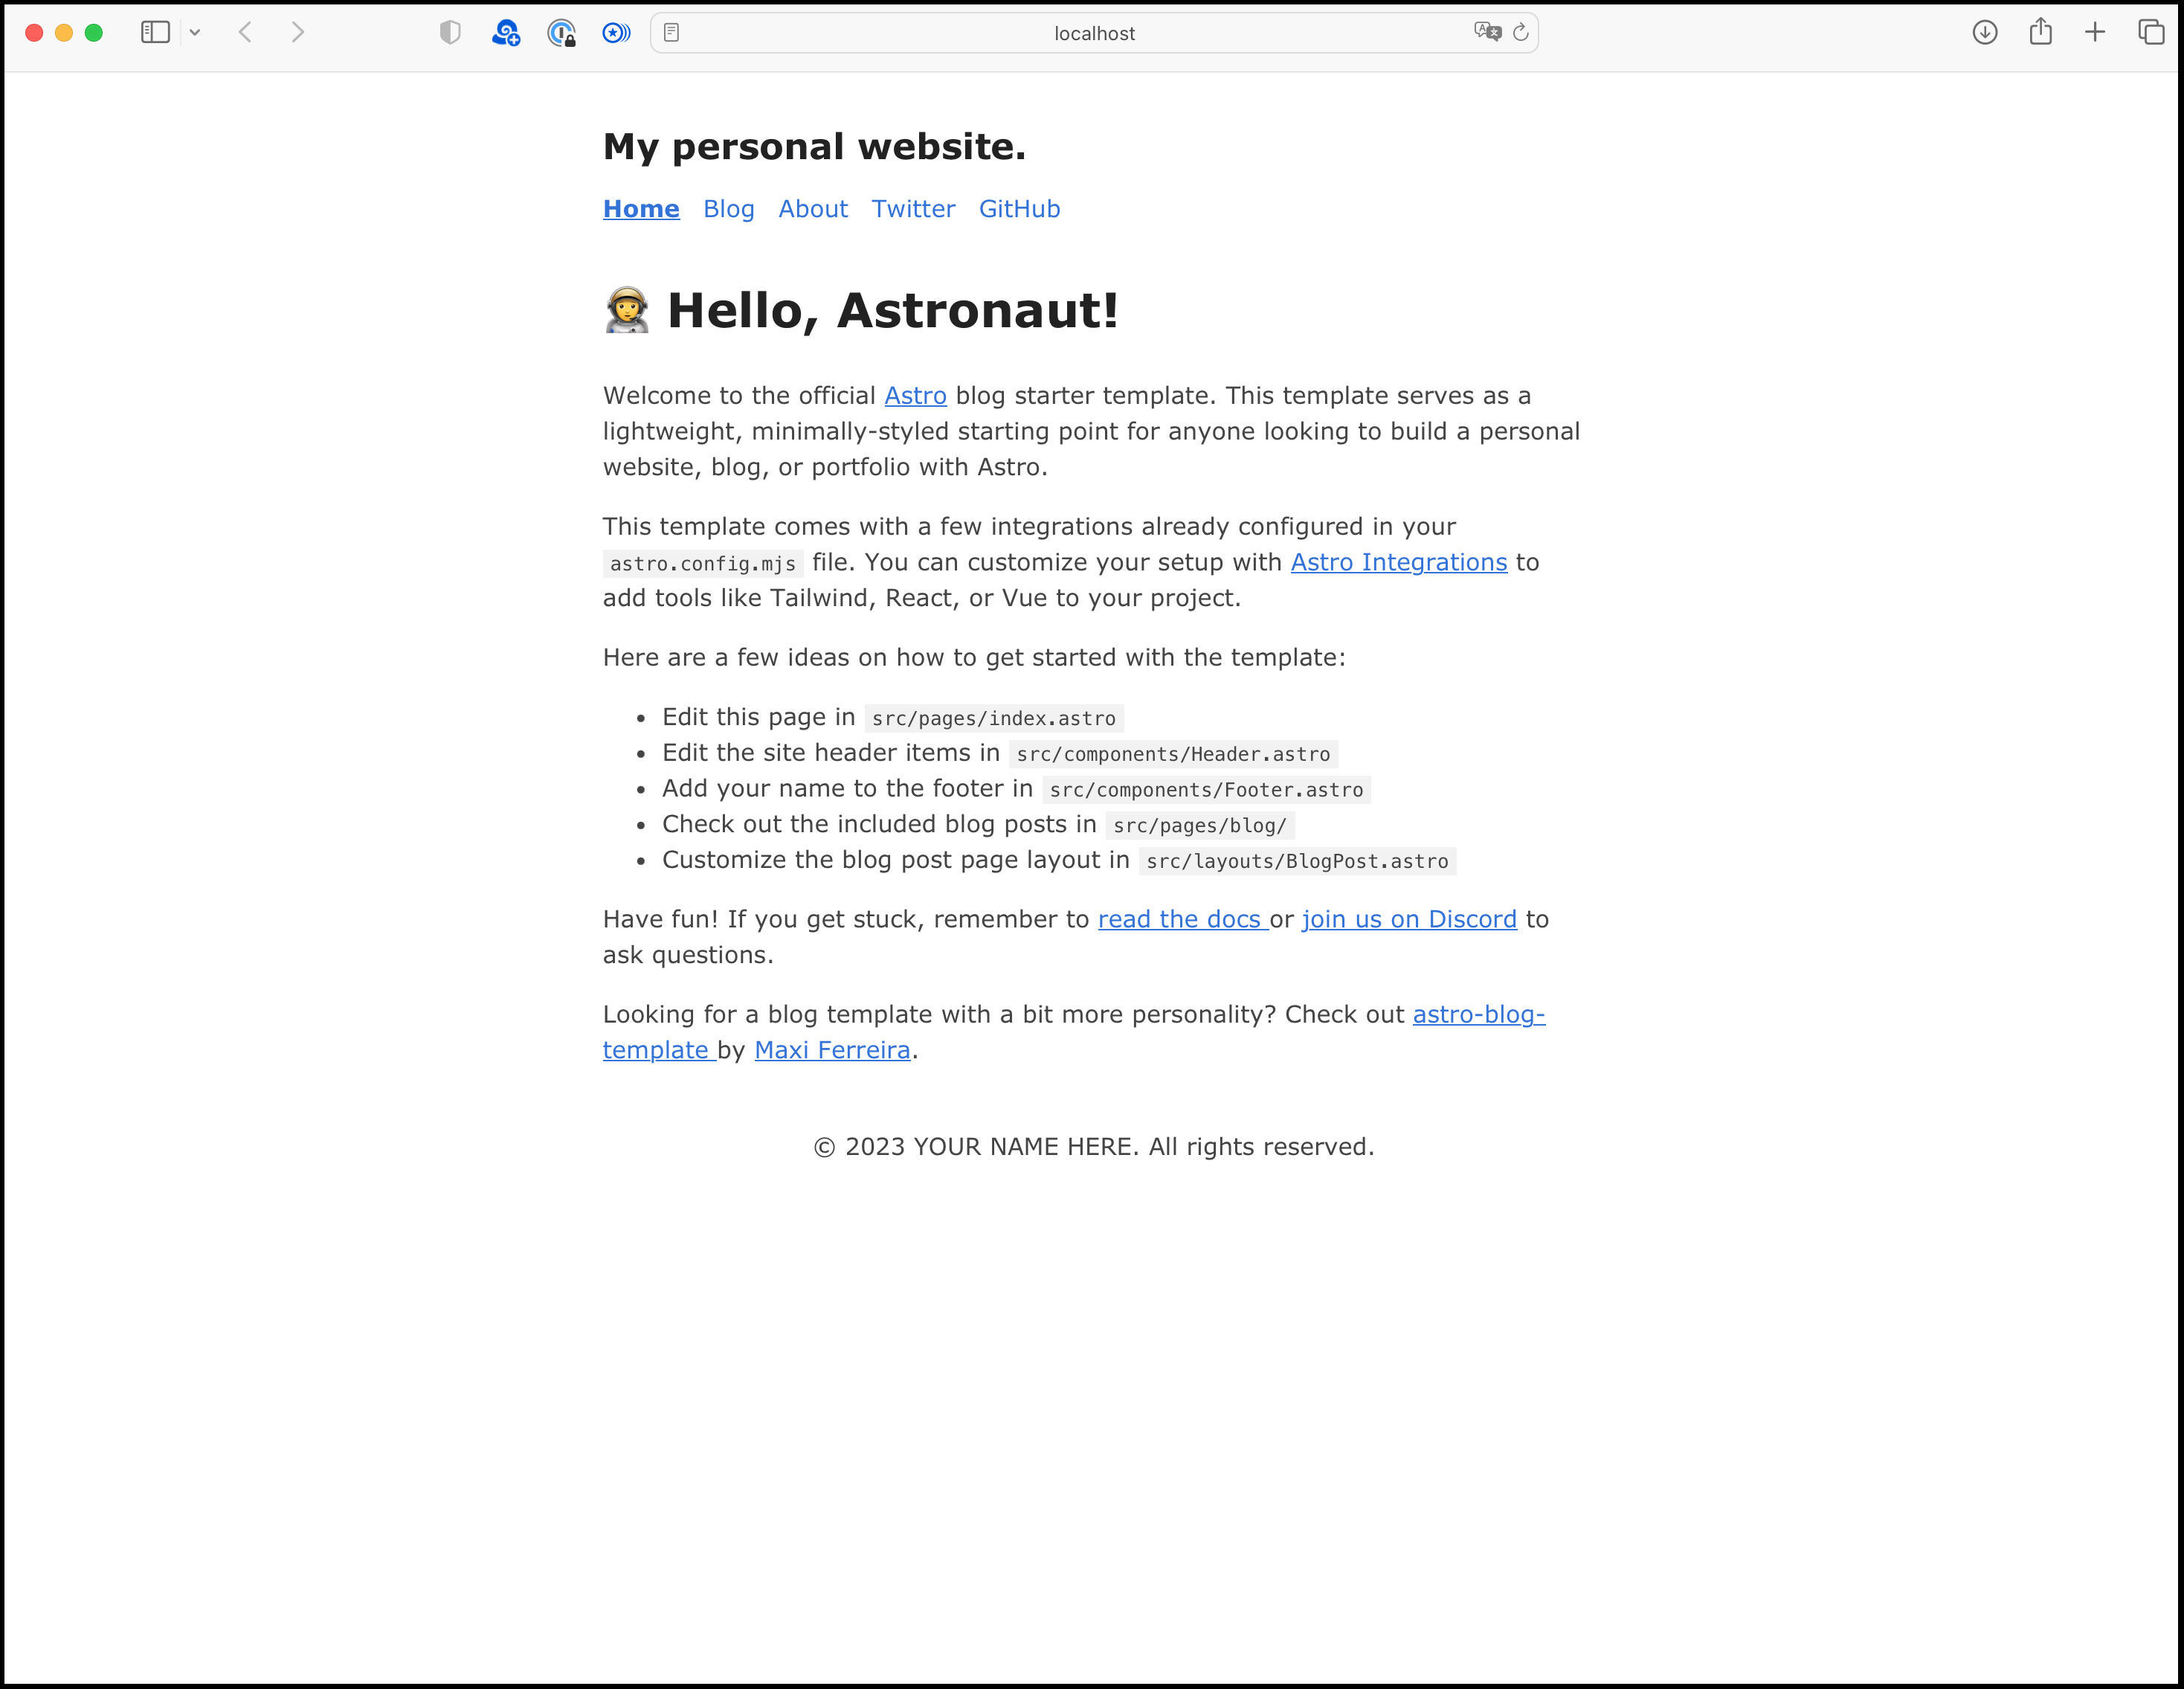 localhost
My personal website.
Home Blog About Twitter GitHub
🧑‍🚀 Hello, Astronaut!
Welcome to the official Astro blog starter template. This template serves as a
lightweight, minimally-styled starting point for anyone looking to build a personal
website, blog, or portfolio with Astro.
This template comes with a few integrations already configured in your
astro.config.mjs file. You can customize your setup with Astro Integrations to
add tools like Tailwind, React, or Vue to your project.
Here are a few ideas on how to get started with the template:
• Edit this page in src/pages/index.astro
• Edit the site header items in src/components/Header.astro
• Add your name to the footer in src/components/Footer.astro
• Check out the included blog posts in src/pages/blog/
• Customize the blog post page layout in src/layouts/BlogPost.astro
Have fun! If you get stuck, remember to read the docs or join us on Discord to
ask questions.
Looking for a blog template with a bit more personality? Check out astro-blog-
template by Maxi Ferreira.
© 2023 YOUR NAME HERE. All rights reserved.